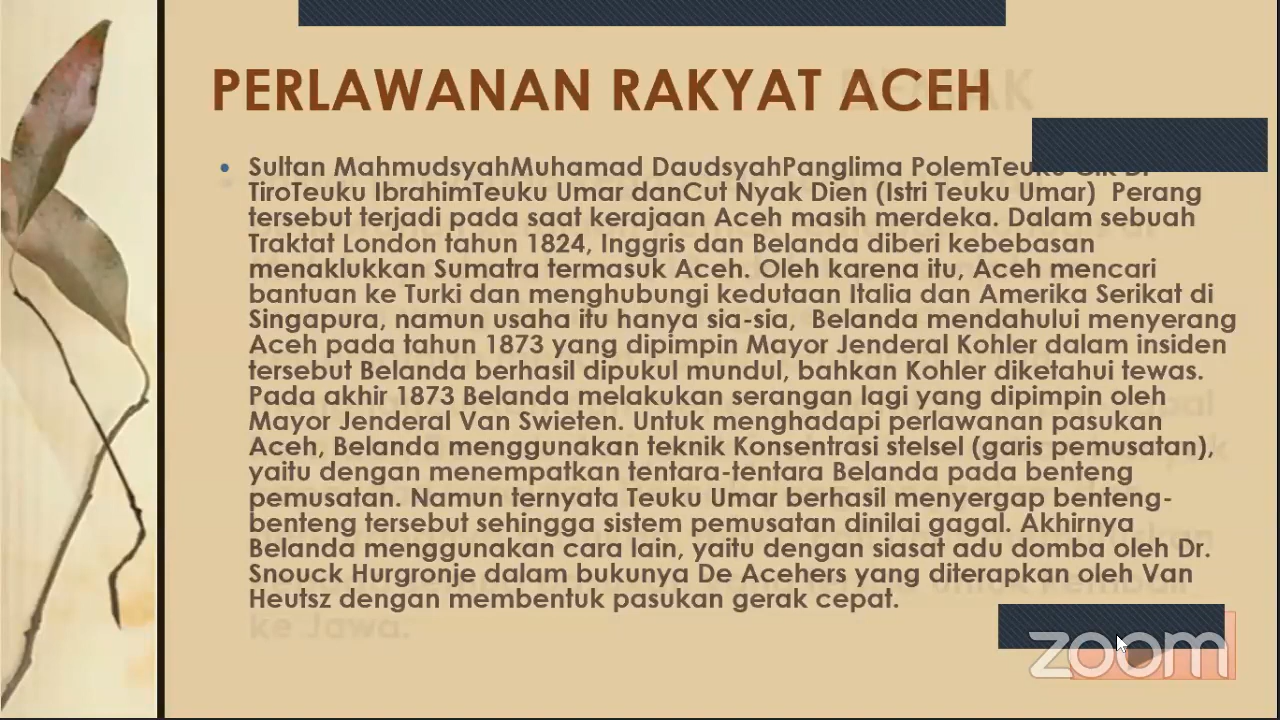 PERLAWANAN RAKYAT ACEH
• Sultan MahmudsyahMuhamad DaudsyahPanglima PolemTeuku Cik Di
TiroTeuku IbrahimTeuku Umar danCut Nyak Dien (Istri Teuku Umar)  Perang
tersebut terjadi pada saat kerajaan Aceh masih merdeka. Dalam sebuah
Traktat London tahun 1824, Inggris dan Belanda diberi kebebasan
menaklukkan Sumatra termasuk Aceh. Oleh karena itu, Aceh mencari
bantuan ke Turki dan menghubungi kedutaan Italia dan Amerika Serikat di
Singapura, namun usaha itu hanya sia-sia,  Belanda mendahului menyerang
Aceh pada tahun 1873 yang dipimpin Mayor Jenderal Kohler dalam insiden
tersebut Belanda berhasil dipukul mundul, bahkan Kohler diketahui tewas.
Pada akhir 1873 Belanda melakukan serangan lagi yang dipimpin oleh
Mayor Jenderal Van Swieten. Untuk menghadapi perlawanan pasukan
Aceh, Belanda menggunakan teknik Konsentrasi stelsel (garis pemusatan),
yaitu dengan menempatkan tentara-tentara Belanda pada benteng
pemusatan. Namun ternyata Teuku Umar berhasil menyergap benteng-
benteng tersebut sehingga sistem pemusatan dinilai gagal. Akhirnya
Belanda menggunakan cara lain, yaitu dengan siasat adu domba oleh Dr.
Snouck Hurgronje dalam bukunya De Acehers yang diterapkan oleh Van
Heutsz dengan membentuk pasukan gerak cepat.
ke Jawa.
zoom